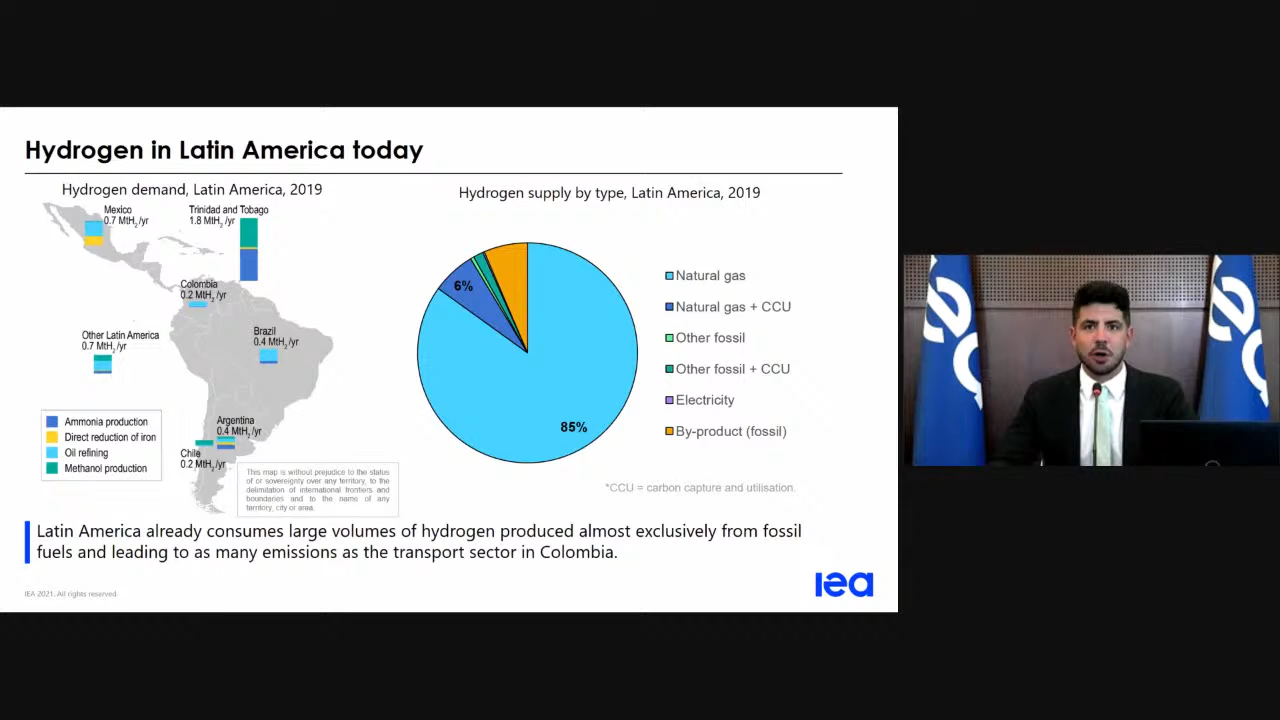 Hydrogen in Latin America today
Hydrogen demand, Latin America, 2019
Mexico
0.7 MtH2/yr
Trinidad and Tobago
1.8 MtH2/yr
Colombia
0.2 MtH2/yr
Other Latin America
0.7 MtH2/yr
Brazil
0.4 MtH2/yr
Argentina
0.4 MtH2/yr
Chile
0.2 MtH2/yr
Ammonia production
Direct reduction of iron
Oil refining
Methanol production
This map is without prejudice to the status
of or sovereignty over any territory, to the
delimitation of international frontiers and
boundaries and to the name of any
territory, city or area.
Hydrogen supply by type, Latin America, 2019
6%
85%
Natural gas
Natural gas + CCU
Other fossil
Other fossil + CCU
Electricity
By-product (fossil)
*CCU = carbon capture and utilisation.
Latin America already consumes large volumes of hydrogen produced almost exclusively from fossil
fuels and leading to as many emissions as the transport sector in Colombia.
IEA 2021. All rights reserved.
iea